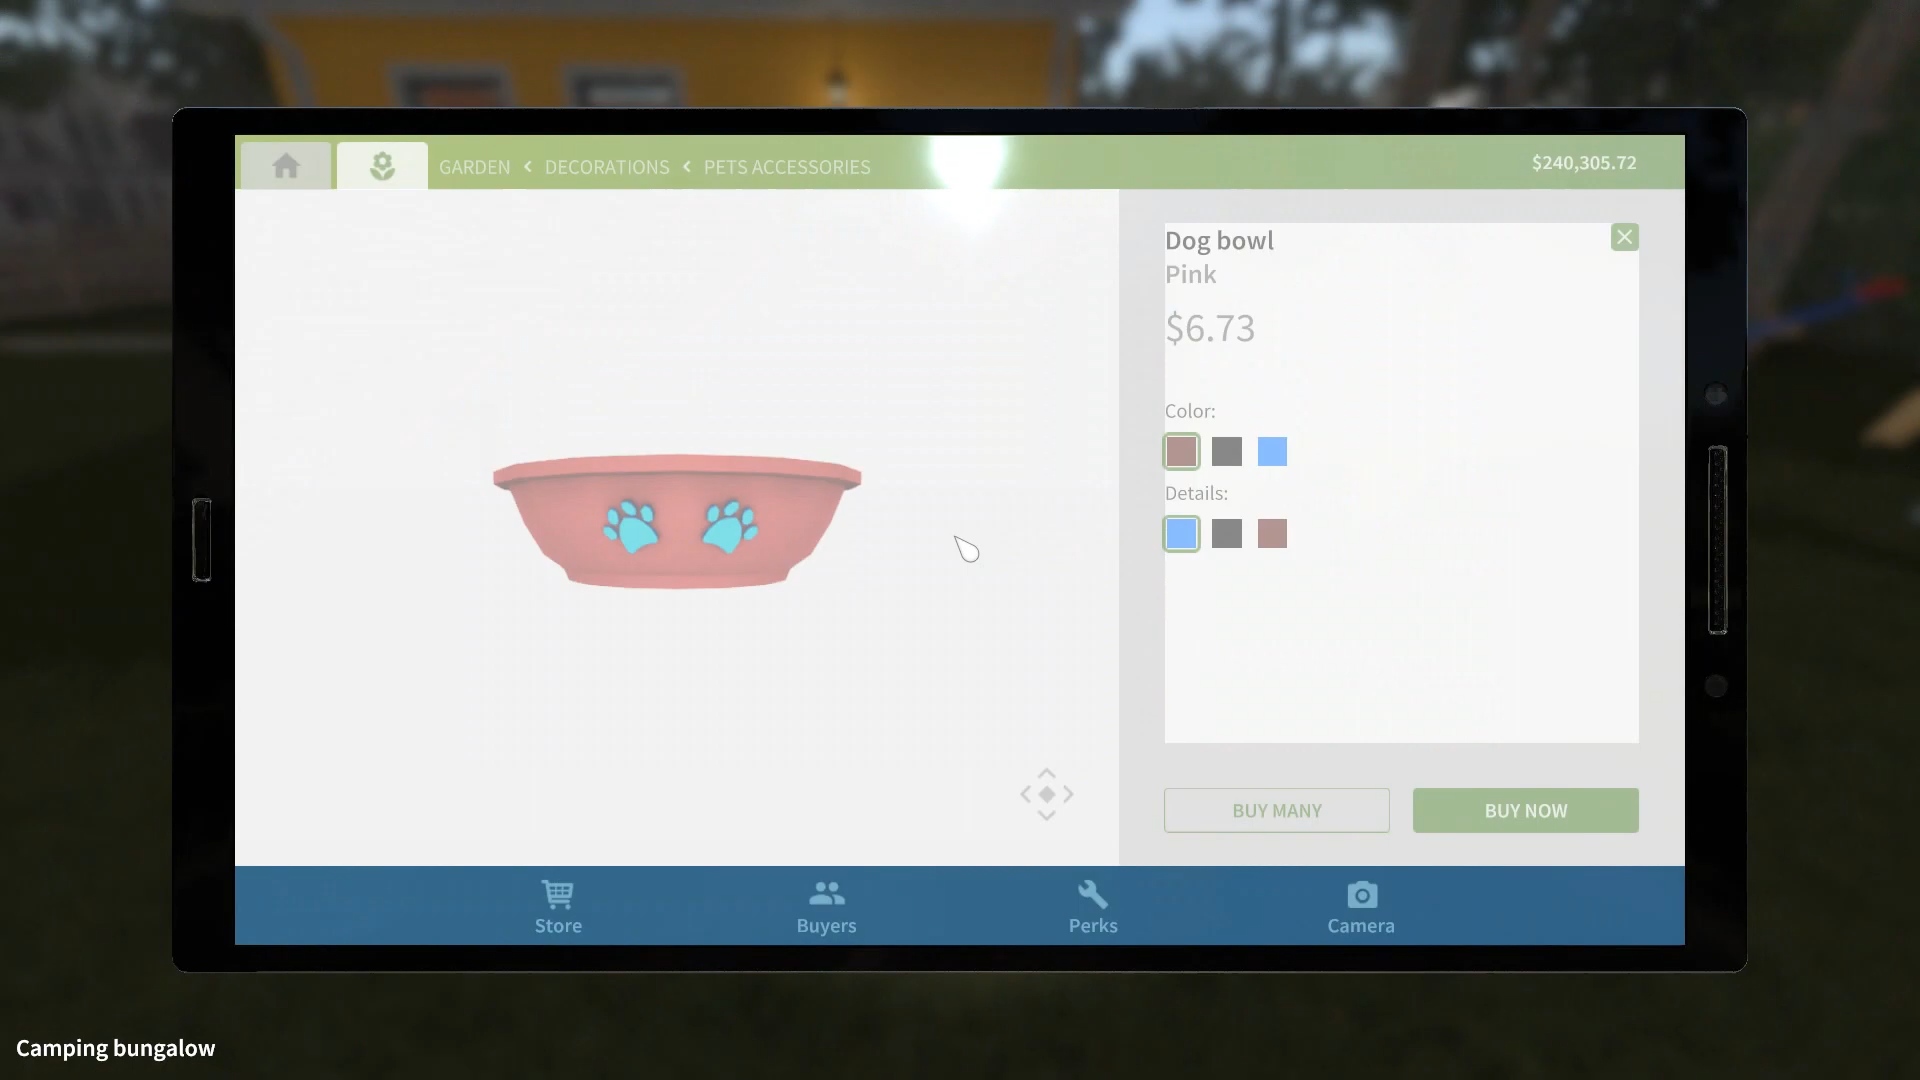 GARDEN < DECORATIONS < PETS ACCESSORIES
$240,305.72
Dog bowl
Pink
$6.73
Color:
Details:
BUY MANY
BUY NOW
Store
Buyers
Perks
Camera
Camping bungalow